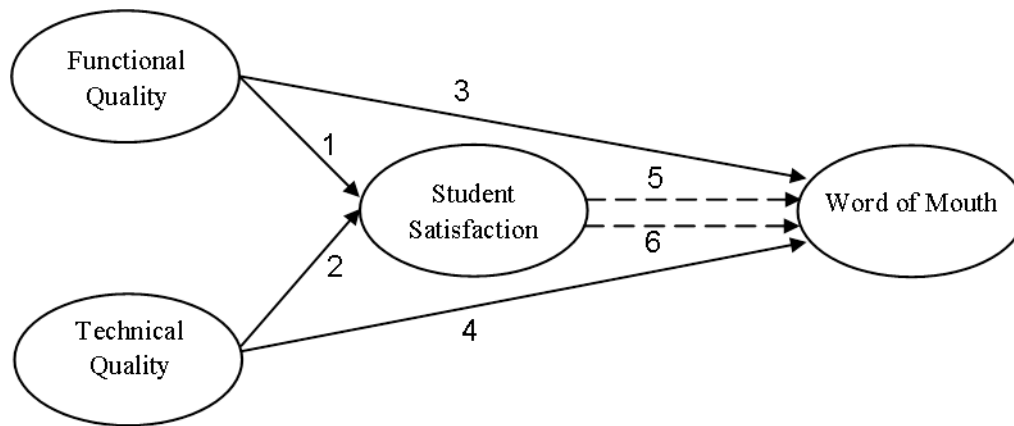 Functional
Quality
3
1
Student
Satisfaction
5
6
Word of Mouth
2
Technical
Quality
4